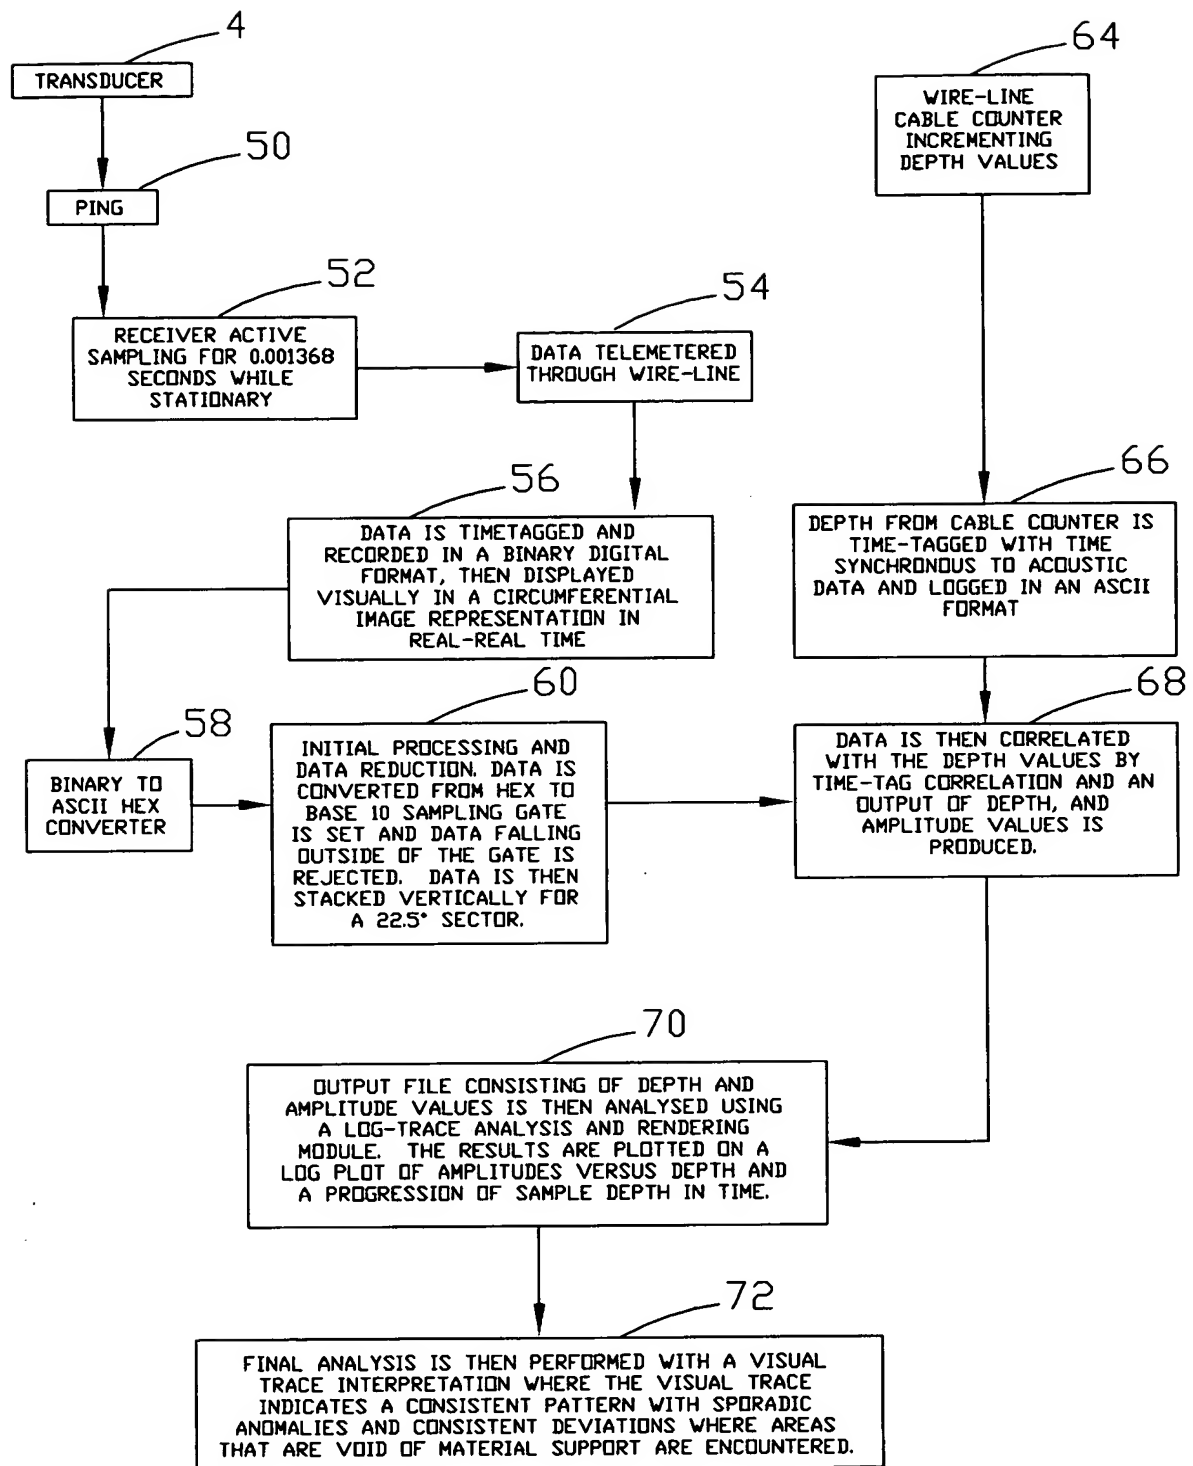 4
TRANSDUCER
50
PING
52
RECEIVER ACTIVE
SAMPLING FOR 0.001368
SECONDS WHILE
STATIONARY
54
DATA TELEMETERED
THROUGH WIRE-LINE
64
WIRE-LINE
CABLE COUNTER
INCREMENTING
DEPTH VALUES
56
DATA IS TIMETAGGED AND
RECORDED IN A BINARY DIGITAL
FORMAT, THEN DISPLAYED
VISUALLY IN A CIRCUMFERENTIAL
IMAGE REPRESENTATION IN
REAL-REAL TIME
66
DEPTH FROM CABLE COUNTER IS
TIME-TAGGED WITH TIME
SYNCHRONOUS TO ACOUSTIC
DATA AND LOGGED IN AN ASCII
FORMAT
58
BINARY TO
ASCII HEX
CONVERTER
60
INITIAL PROCESSING AND
DATA REDUCTION. DATA IS
CONVERTED FROM HEX TO
BASE 10 SAMPLING GATE
IS SET AND DATA FALLING
OUTSIDE OF THE GATE IS
REJECTED. DATA IS THEN
STACKED VERTICALLY FOR
A 22.5° SECTOR.
68
DATA IS THEN CORRELATED
WITH THE DEPTH VALUES BY
TIME-TAG CORRELATION AND AN
OUTPUT OF DEPTH, AND
AMPLITUDE VALUES IS
PRODUCED.
70
OUTPUT FILE CONSISTING OF DEPTH AND
AMPLITUDE VALUES IS THEN ANALYSED USING
A LOG-TRACE ANALYSIS AND RENDERING
MODULE. THE RESULTS ARE PLOTTED ON A
LOG PLOT OF AMPLITUDES VERSUS DEPTH AND
A PROGRESSION OF SAMPLE DEPTH IN TIME.
72
FINAL ANALYSIS IS THEN PERFORMED WITH A VISUAL
TRACE INTERPRETATION WHERE THE VISUAL TRACE
INDICATES A CONSISTENT PATTERN WITH SPORADIC
ANOMALIES AND CONSISTENT DEVIATIONS WHERE AREAS
THAT ARE VOID OF MATERIAL SUPPORT ARE ENCOUNTERED.